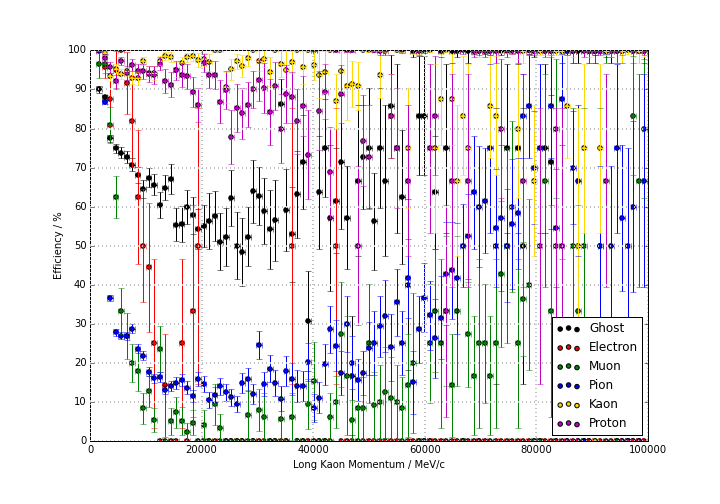 100
90
80
70
60
50
40
30
20
10
0
Efficiency / %
0
20000
40000
60000
80000
100000
Long Kaon Momentum / MeV/c
Ghost
Electron
Muon
Pion
Kaon
Proton